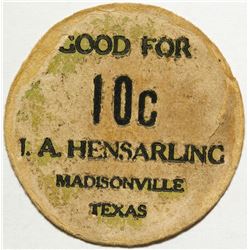 GOOD FOR
10c
I. A. HENSARLING
MADISONVILLE
TEXAS